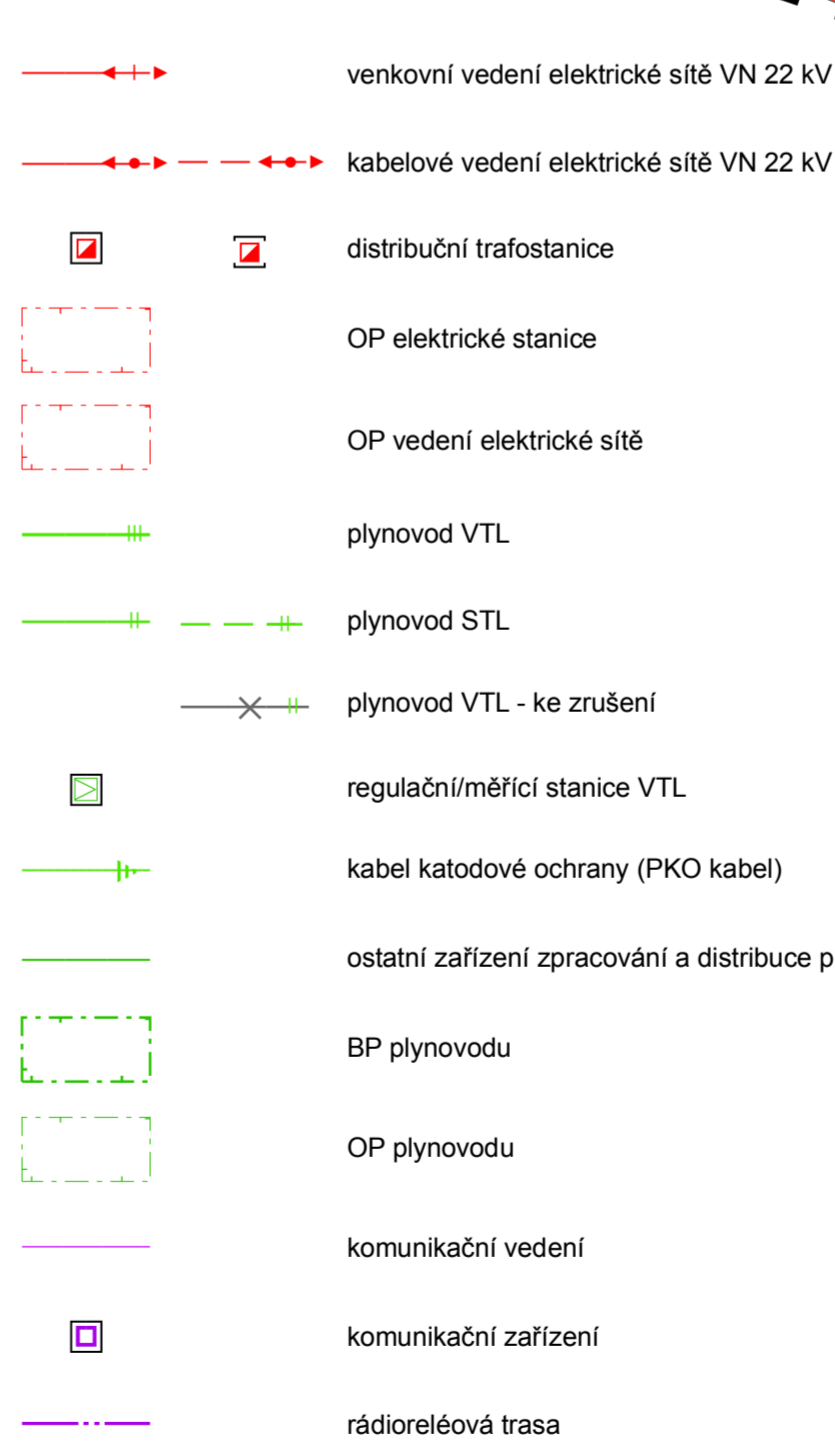 venkovní vedení elektrické sítě VN 22 kV
kabelové vedení elektrické sítě VN 22 kV
distribuční trafostanice
OP elektrické stanice
OP vedení elektrické sítě
plynovod VTL
plynovod STL
plynovod VTL - ke zrušení
regulační/měřící stanice VTL
kabel katodové ochrany (PKO kabel)
ostatní zařízení zpracování a distribuce p
BP plynovodu
OP plynovodu
komunikační vedení
komunikační zařízení
rádioreléová trasa